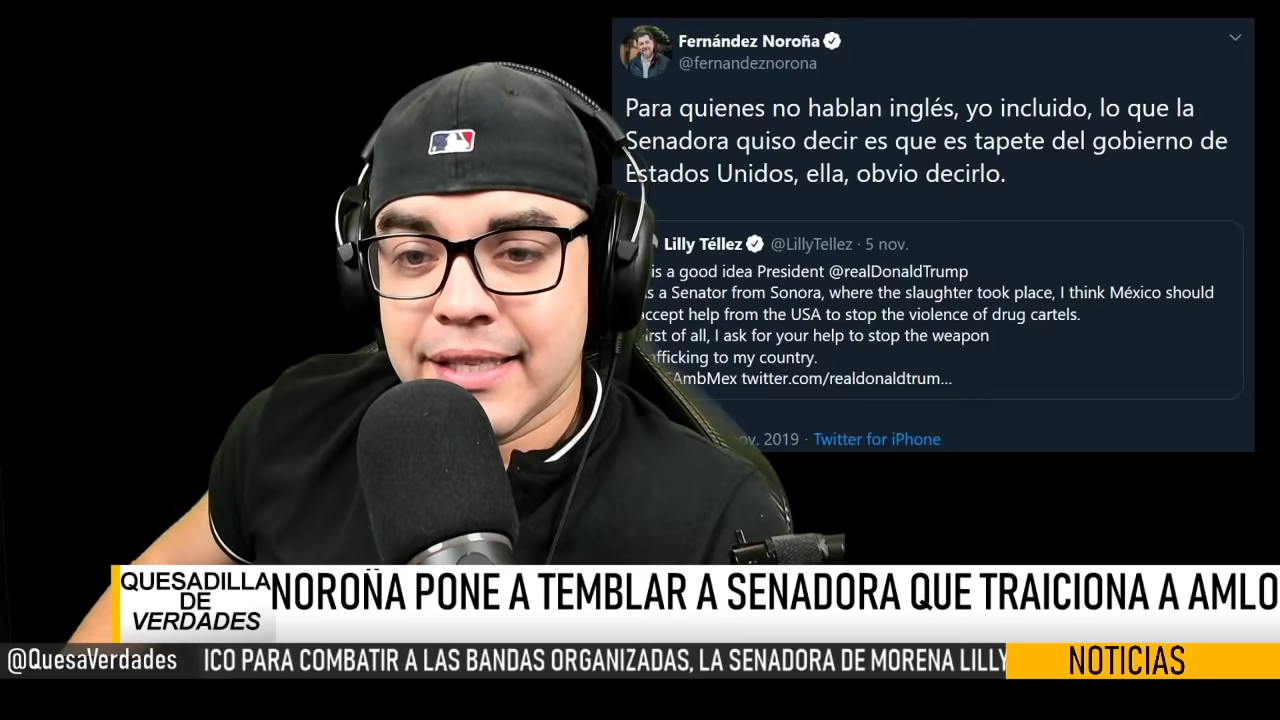 Fernández Noroña
@fernandeznorona
Para quienes no hablan inglés, yo incluido, lo que la
Senadora quiso decir es que es tapete del gobierno de
Estados Unidos, ella, obvio decirlo.
Lilly Téllez @LillyTellez · 5 nov.
is a good idea President @realDonaldTrump
s a Senator from Sonora, where the slaughter took place, I think México should
ccept help from the USA to stop the violence of drug cartels.
irst of all, I ask for your help to stop the weapon
afficking to my country.
AmbMex twitter.com/realdonaldtrum...
nov. 2019 · Twitter for iPhone
QUESADILLA
DE
VERDADES
NOROÑA PONE A TEMBLAR A SENADORA QUE TRAICIONA A AMLO
@QuesaVerdades
ICO PARA COMBATIR A LAS BANDAS ORGANIZADAS, LA SENADORA DE MORENA LILLY
NOTICIAS